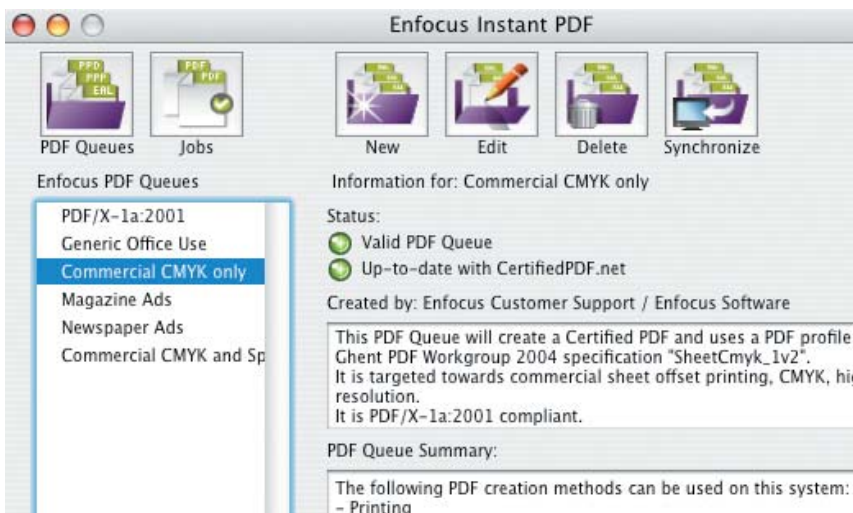 Enfocus Instant PDF
PPD
PPP
EAL
PDF
PDF
PDF Queues
Jobs
New
Edit
Delete
Synchronize
Enfocus PDF Queues
PDF/X-1a:2001
Generic Office Use
Commercial CMYK only
Magazine Ads
Newspaper Ads
Commercial CMYK and Sp
Information for: Commercial CMYK only
Status:
Valid PDF Queue
Up-to-date with CertifiedPDF.net
Created by: Enfocus Customer Support / Enfocus Software
This PDF Queue will create a Certified PDF and uses a PDF profile
Ghent PDF Workgroup 2004 specification "SheetCmyk_1v2".
It is targeted towards commercial sheet offset printing, CMYK, hi
resolution.
It is PDF/X-1a:2001 compliant.
PDF Queue Summary:
The following PDF creation methods can be used on this system:
- Printing